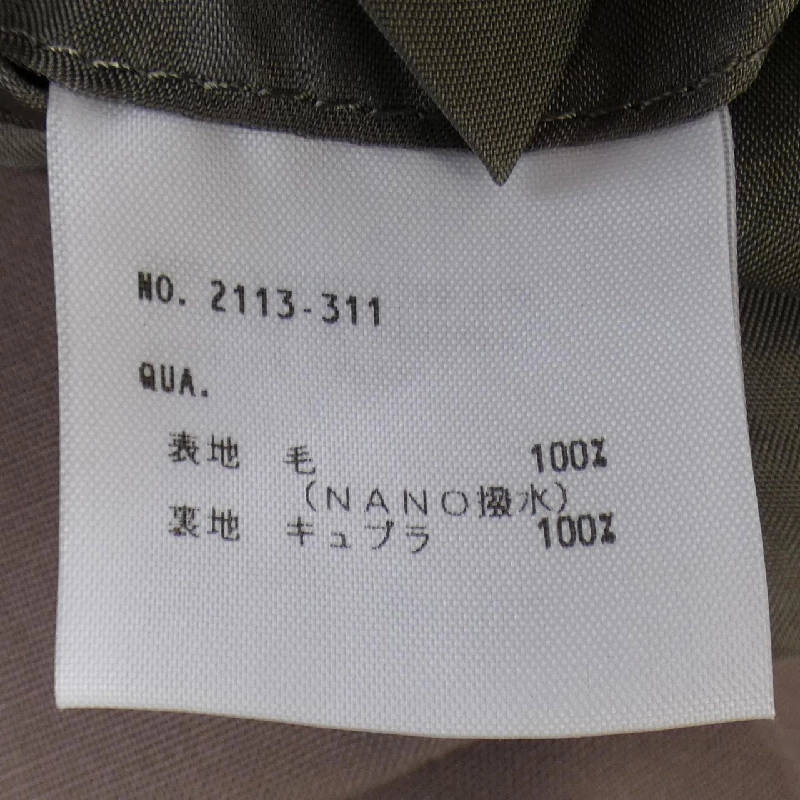 NO. 2113-311
QUA.
表地 毛 100%
(NANO撥水)
裏地 キュプラ 100%